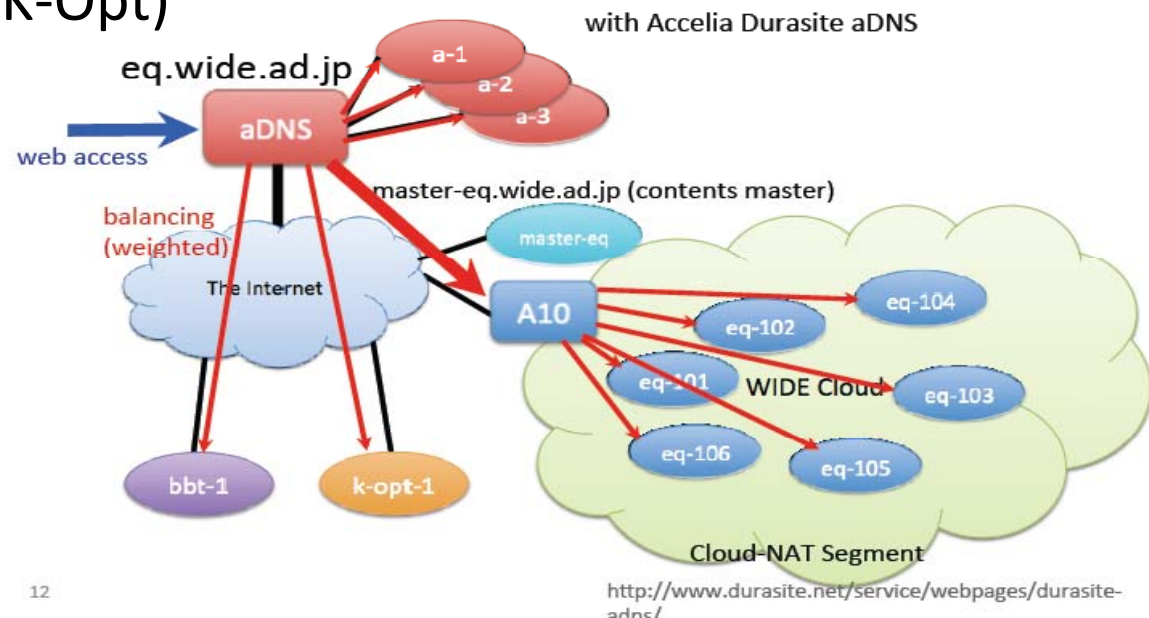 K-Opt)
with Accelia Durasite aDNS
eq.wide.ad.jp
a-1
a-2
a-3
aDNS
web access
master-eq.wide.ad.jp (contents master)
balancing
(weighted)
master-eq
The Internet
A10
eq-104
eq-102
eq-101
WIDE Cloud
eq-103
eq-106
eq-105
bbt-1
k-opt-1
Cloud-NAT Segment
12
http://www.durasite.net/service/webpages/durasite-
adns/